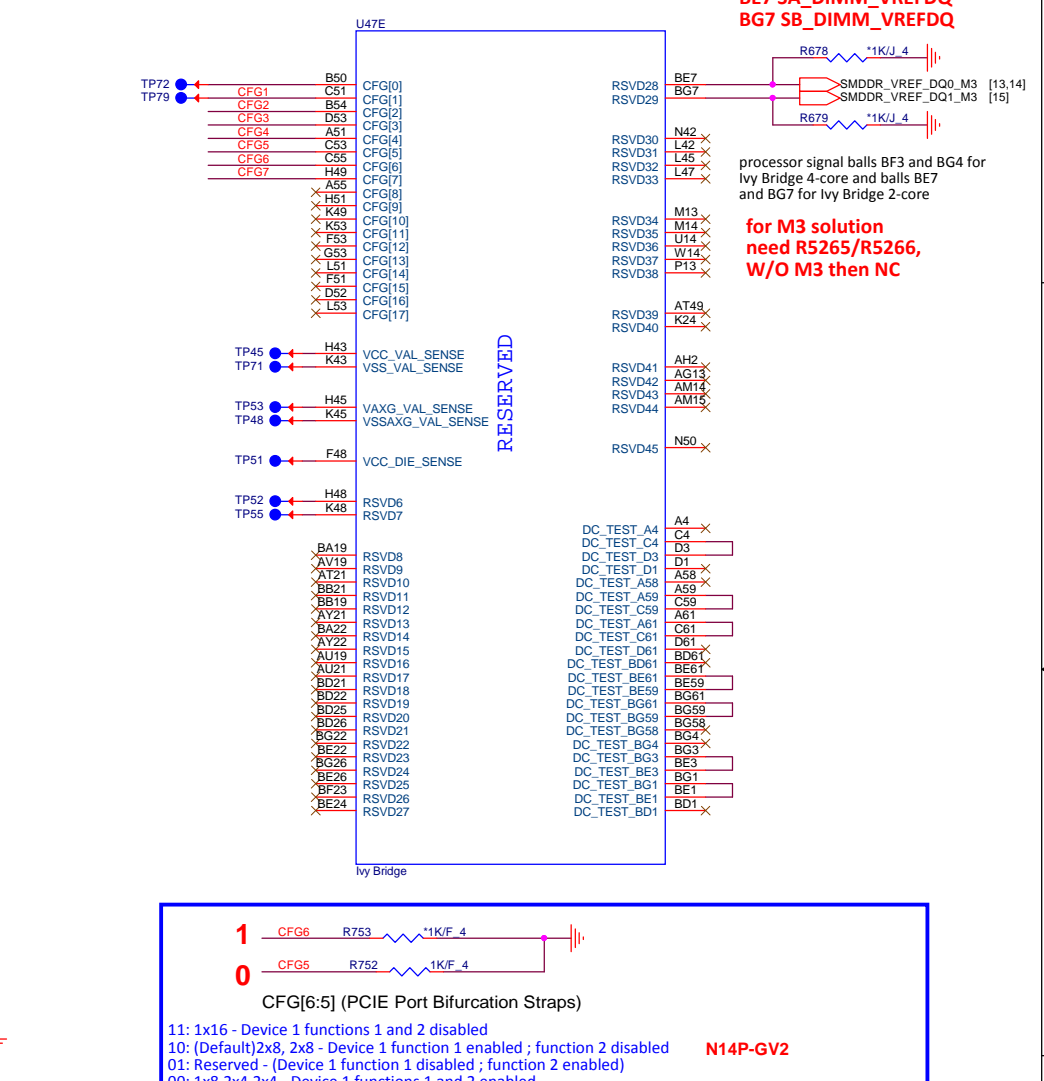 BE7 SA_DIMM_VREFDQ
BG7 SB_DIMM_VREFDQ
U47E
TP72
TP79
CFG1
CFG2
CFG3
CFG4
CFG5
CFG6
CFG7
B50 CFG[0]
C51 CFG[1]
B54 CFG[2]
D53 CFG[3]
A51 CFG[4]
C53 CFG[5]
C55 CFG[6]
H49 CFG[7]
A55 CFG[8]
H51 CFG[9]
K49 CFG[10]
K53 CFG[11]
F53 CFG[12]
G53 CFG[13]
L51 CFG[14]
F51 CFG[15]
D52 CFG[16]
L53 CFG[17]
TP45 H43 VCC_VAL_SENSE
TP71 K43 VSS_VAL_SENSE
TP53 H45 VAXG_VAL_SENSE
TP48 K45 VSSAXG_VAL_SENSE
TP51 F48 VCC_DIE_SENSE
TP52 H48 RSVD6
TP55 K48 RSVD7
BA19 RSVD8
AV19 RSVD9
AT21 RSVD10
BB21 RSVD11
BB19 RSVD12
AY21 RSVD13
BA22 RSVD14
AY22 RSVD15
AU19 RSVD16
AU21 RSVD17
BD21 RSVD18
BD22 RSVD19
BD25 RSVD20
BD26 RSVD21
BG22 RSVD22
BE22 RSVD23
BG26 RSVD24
BE26 RSVD25
BF23 RSVD26
BE24 RSVD27
RESERVED
RSVD28 BE7
RSVD29 BG7
RSVD30 N42
RSVD31 L42
RSVD32 L45
RSVD33 L47
RSVD34 M13
RSVD35 M14
RSVD36 U14
RSVD37 W14
RSVD38 P13
RSVD39 AT49
RSVD40 K24
RSVD41 AH2
RSVD42 AG13
RSVD43 AM14
RSVD44 AM15
RSVD45 N50
DC_TEST_A4 A4
DC_TEST_C4 C4
DC_TEST_D3 D3
DC_TEST_D1 D1
DC_TEST_A58 A58
DC_TEST_A59 A59
DC_TEST_C59 C59
DC_TEST_A61 A61
DC_TEST_C61 C61
DC_TEST_D61 D61
DC_TEST_BD61 BD61
DC_TEST_BE61 BE61
DC_TEST_BE59 BE59
DC_TEST_BG61 BG61
DC_TEST_BG59 BG59
DC_TEST_BG58 BG58
DC_TEST_BG4 BG4
DC_TEST_BG3 BG3
DC_TEST_BE3 BE3
DC_TEST_BG1 BG1
DC_TEST_BE1 BE1
DC_TEST_BD1 BD1
R678 *1K/J_4
SMDDR_VREF_DQ0_M3 [13,14]
SMDDR_VREF_DQ1_M3 [15]
R679 *1K/J_4
processor signal balls BF3 and BG4 for
Ivy Bridge 4-core and balls BE7
and BG7 for Ivy Bridge 2-core
for M3 solution
need R5265/R5266,
W/O M3 then NC
Ivy Bridge
1 CFG6 R753 *1K/F_4
0 CFG5 R752 1K/F_4
CFG[6:5] (PCIE Port Bifurcation Straps)
11: 1x16 - Device 1 functions 1 and 2 disabled
10: (Default)2x8, 2x8 - Device 1 function 1 enabled ; function 2 disabled N14P-GV2
01: Reserved - (Device 1 function 1 disabled ; function 2 enabled)
00: 1x8,2x4,2x4 - Device 1 functions 1 and 2 enabled